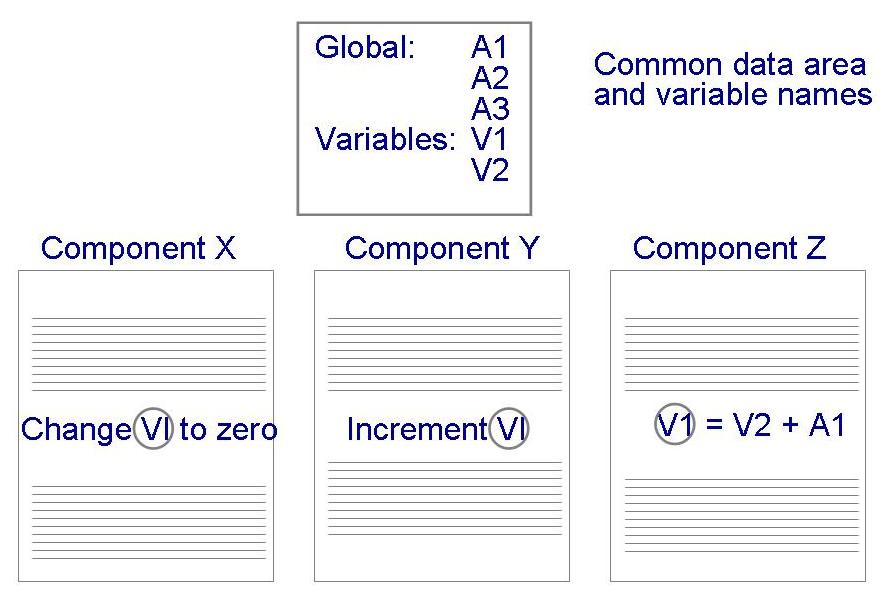 Global: A1
A2
A3
Variables: V1
V2
Common data area
and variable names
Component X
Component Y
Component Z
Change VI to zero
Increment VI
V1 = V2 + A1